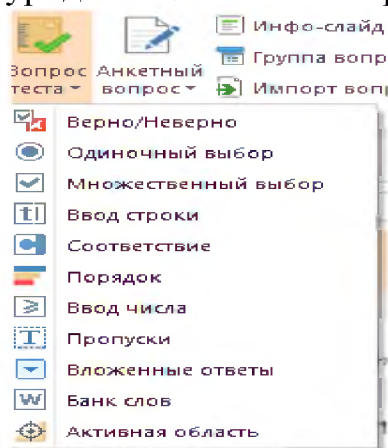 Инфо-слайд
Группа вопр
Вопрос Анкетный
теста вопрос Импорт воп
Верно/Неверно
Одиночный выбор
Множественный выбор
Ввод строки
Соответствие
Порядок
Ввод числа
Пропуски
Вложенные ответы
Банк слов
Активная область